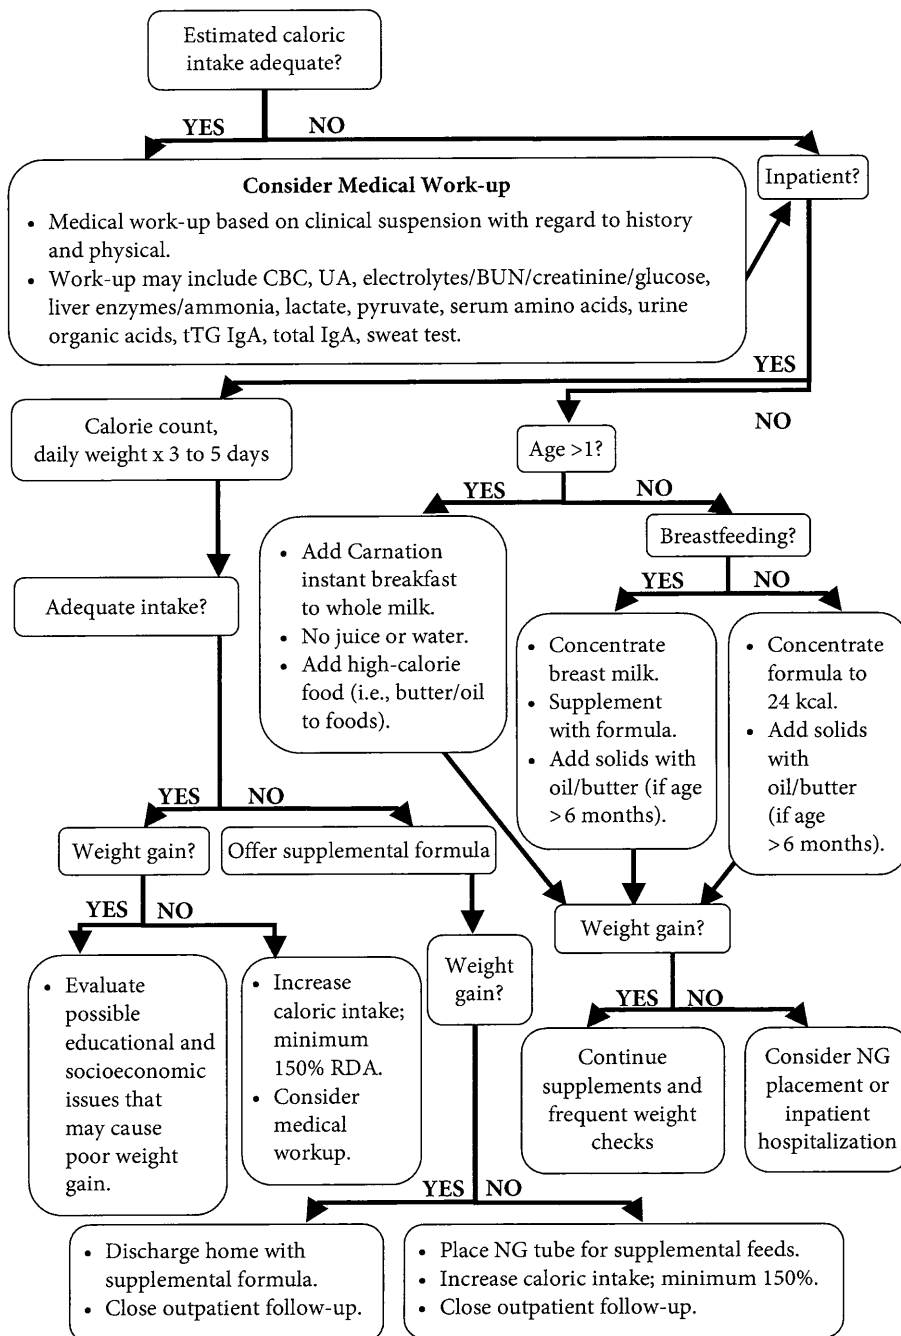 Estimated caloric
intake adequate?
YES
NO
Consider Medical Work-up
• Medical work-up based on clinical suspension with regard to history
and physical.
• Work-up may include CBC, UA, electrolytes/BUN/creatinine/glucose,
liver enzymes/ammonia, lactate, pyruvate, serum amino acids, urine
organic acids, tTG IgA, total IgA, sweat test.
Inpatient?
YES
NO
Calorie count,
daily weight x 3 to 5 days
Age >1?
YES
NO
• Add Carnation
instant breakfast
to whole milk.
• No juice or water.
• Add high-calorie
food (i.e., butter/oil
to foods).
Breastfeeding?
YES
NO
• Concentrate
breast milk.
• Supplement
with formula.
• Add solids with
oil/butter (if age
>6 months).
• Concentrate
formula to
24 kcal.
• Add solids
with
oil/butter
(if age
>6 months).
Adequate intake?
YES
NO
Weight gain?
Offer supplemental formula
YES
NO
• Evaluate
possible
educational and
socioeconomic
issues that
may cause
poor weight
gain.
• Increase
caloric intake;
minimum
150% RDA.
• Consider
medical
workup.
Weight
gain?
Weight gain?
YES
NO
Continue
supplements and
frequent weight
checks
Consider NG
placement or
inpatient
hospitalization
YES
NO
• Discharge home with
supplemental formula.
• Close outpatient follow-up.
• Place NG tube for supplemental feeds.
• Increase caloric intake; minimum 150%.
• Close outpatient follow-up.